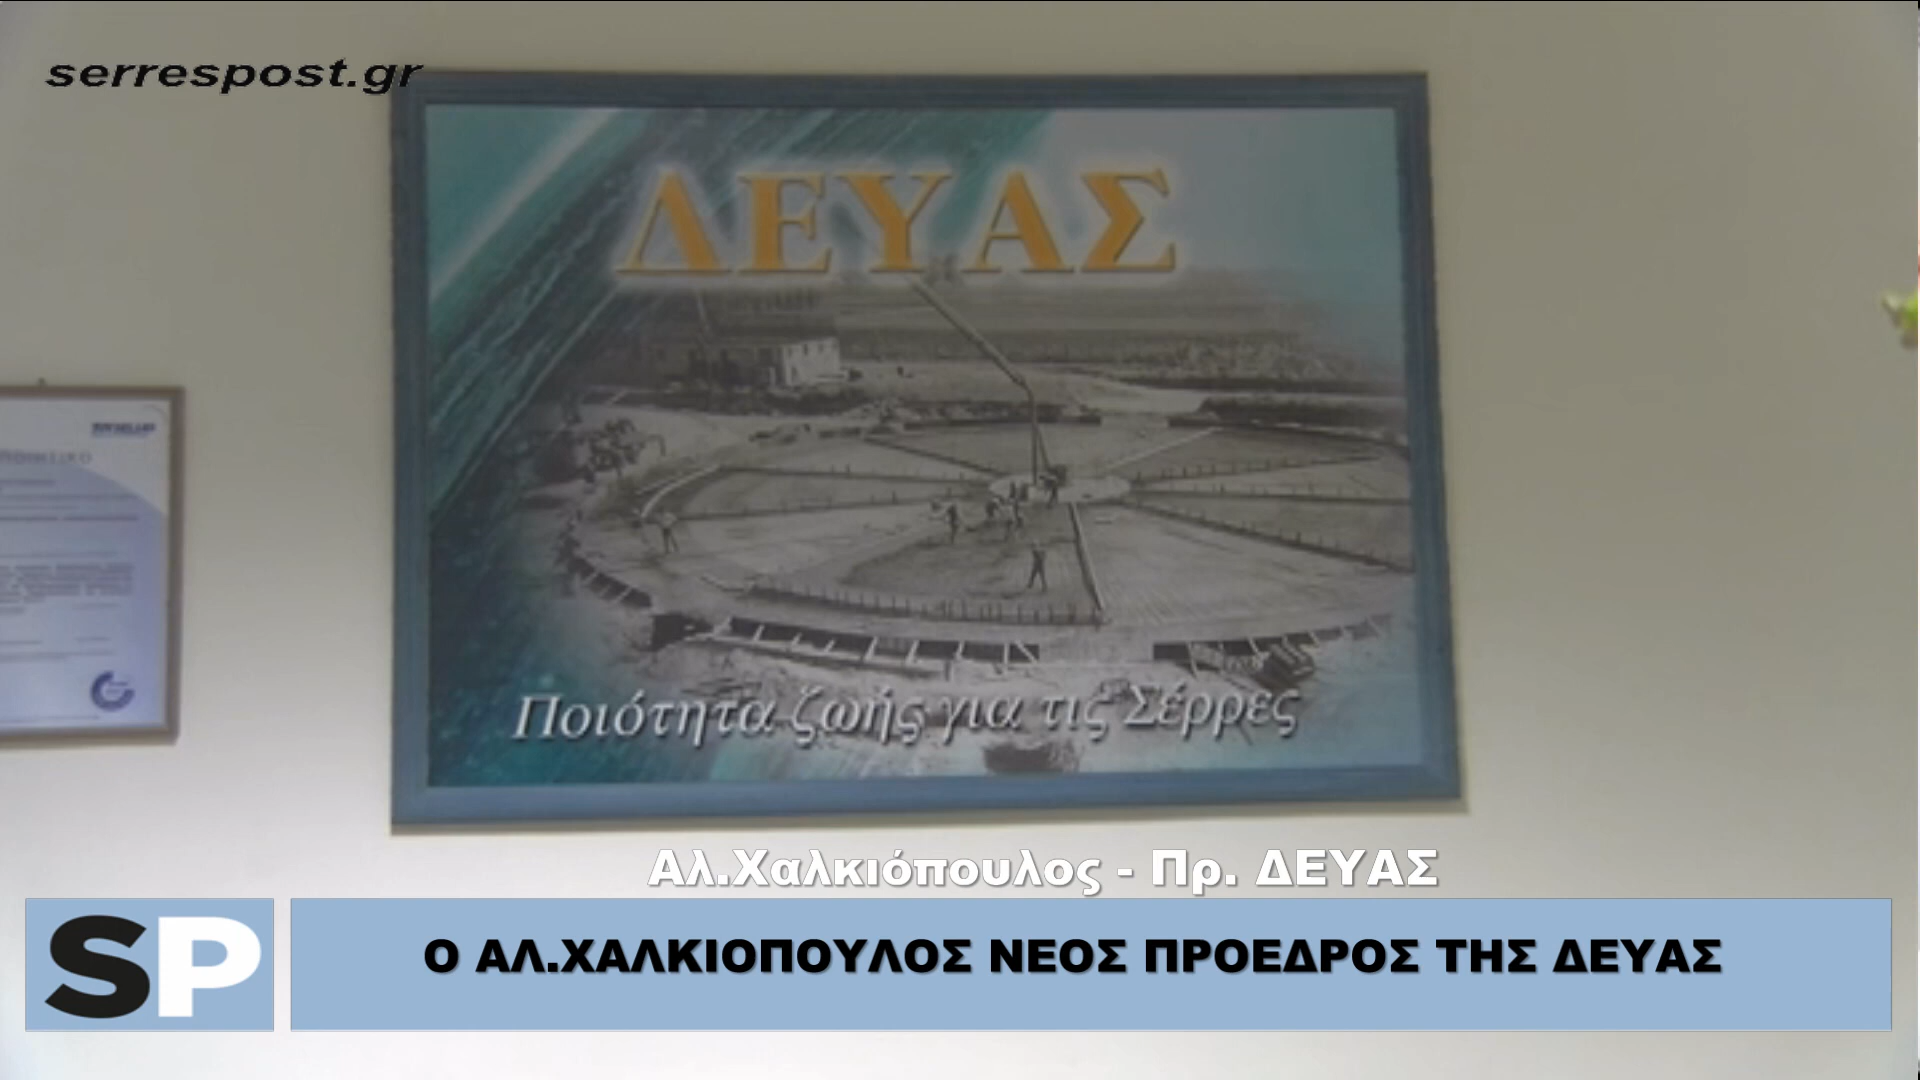 serrespost.gr
ΔΕΥΑΣ
Ποιότητα ζωής για τις Σέρρες
Αλ.Χαλκιόπουλος - Πρ. ΔΕΥΑΣ
SP
Ο ΑΛ.ΧΑΛΚΙΟΠΟΥΛΟΣ ΝΕΟΣ ΠΡΟΕΔΡΟΣ ΤΗΣ ΔΕΥΑΣ